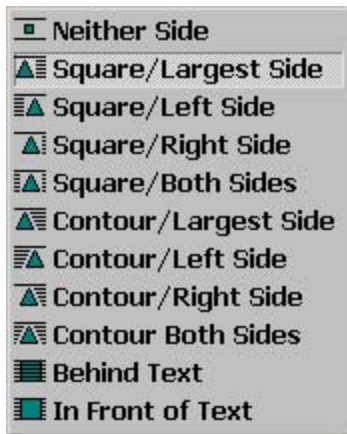 Neither Side
Square/Largest Side
Square/Left Side
Square/Right Side
Square/Both Sides
Contour/Largest Side
Contour/Left Side
Contour/Right Side
Contour Both Sides
Behind Text
In Front of Text